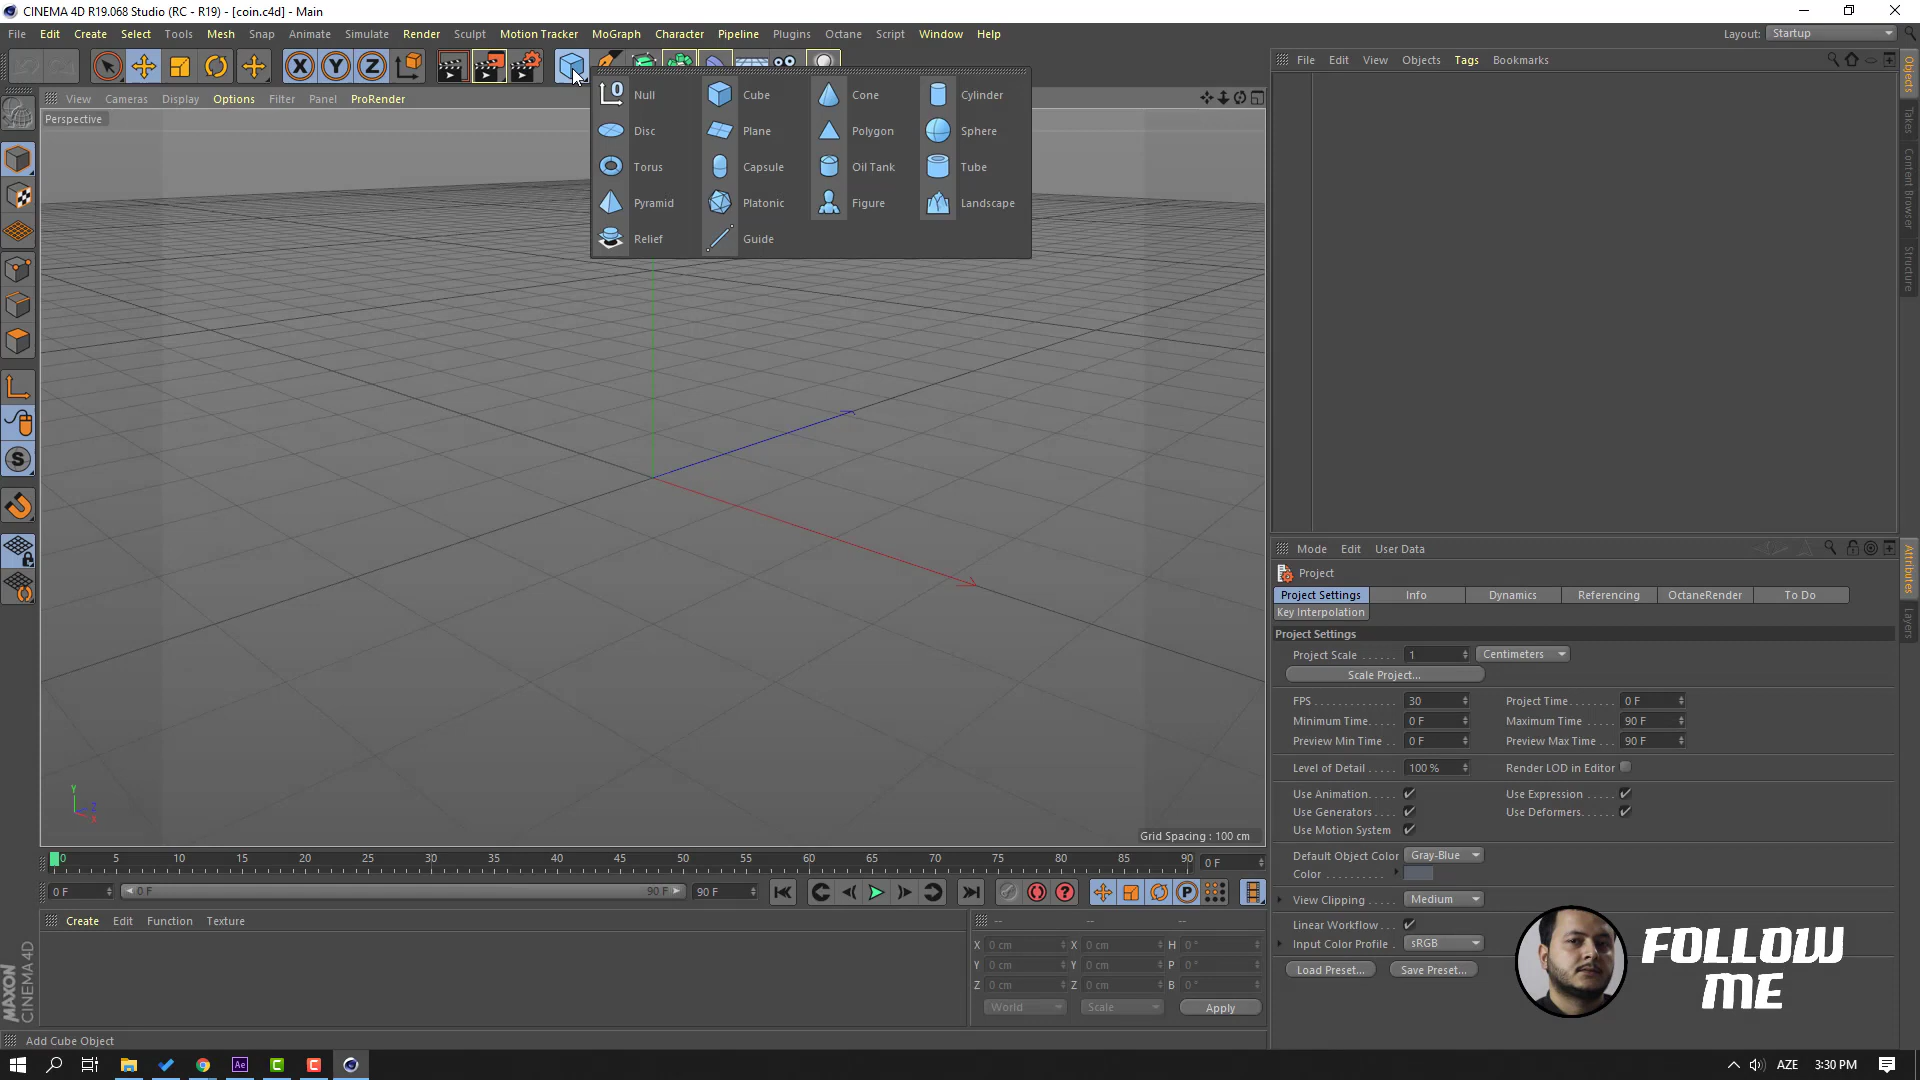 CINEMA 4D R19.068 Studio (RC - R19) - [coin.c4d] - Main
File Edit Create Select Tools Mesh Snap Animate Simulate Render Sculpt Motion Tracker MoGraph Character Pipeline Plugins Octane Script Window Help
Layout: Startup
File Edit View Objects Tags Bookmarks
View Cameras Display Options Filter Panel ProRender
Perspective
Null Cube Cone Cylinder
Disc Plane Polygon Sphere
Torus Capsule Oil Tank Tube
Pyramid Platonic Figure Landscape
Relief Guide
Objects
Takes
Content Browser
Structure
Grid Spacing : 100 cm
Y
Z
X
0 5 10 15 20 25 30 35 40 45 50 55 60 65 70 75 80 85 90 0 F
0 F 0 F 90 F 90 F
Create Edit Function Texture
-- -- --
X 0 cm X 0 cm H 0 °
Y 0 cm Y 0 cm P 0 °
Z 0 cm Z 0 cm B 0 °
World Scale Apply
MAXON
CINEMA 4D
Add Cube Object
Mode Edit User Data
Project
Project Settings Info Dynamics Referencing OctaneRender To Do
Key Interpolation
Project Settings
Project Scale ...... 1 Centimeters
Scale Project...
FPS .............. 30 Project Time........ 0 F
Minimum Time... 0 F Maximum Time ..... 90 F
Preview Min Time .. 0 F Preview Max Time ... 90 F
Level of Detail ..... 100 % Render LOD in Editor
Use Animation..... Use Expression .....
Use Generators .... Use Deformers......
Use Motion System
Default Object Color Gray-Blue
Color ..........
View Clipping ..... Medium
Linear Workflow ..
Input Color Profile . sRGB
Load Preset... Save Preset...
Attributes
Layers
FOLLOW
ME
Ae
C
C
AZE 3:30 PM